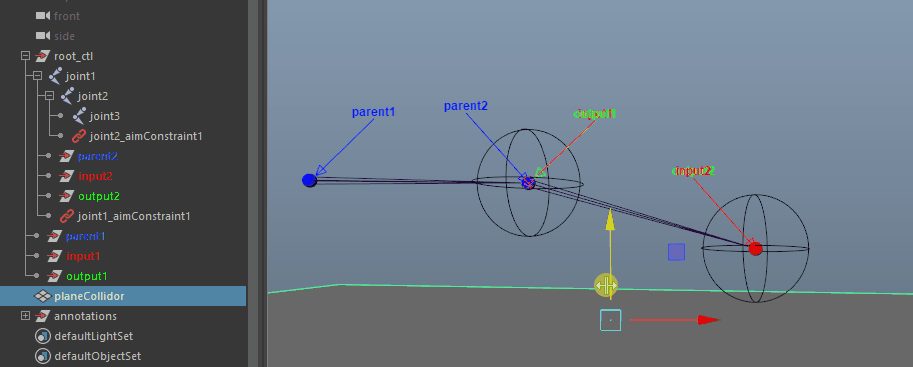 front
side
root_ctl
joint1
joint2
joint3
joint2_aimConstraint1
parent2
input2
output2
joint1_aimConstraint1
parent1
input1
output1
planeCollidor
annotations
defaultLightSet
defaultObjectSet
parent1
parent2
output1
input2